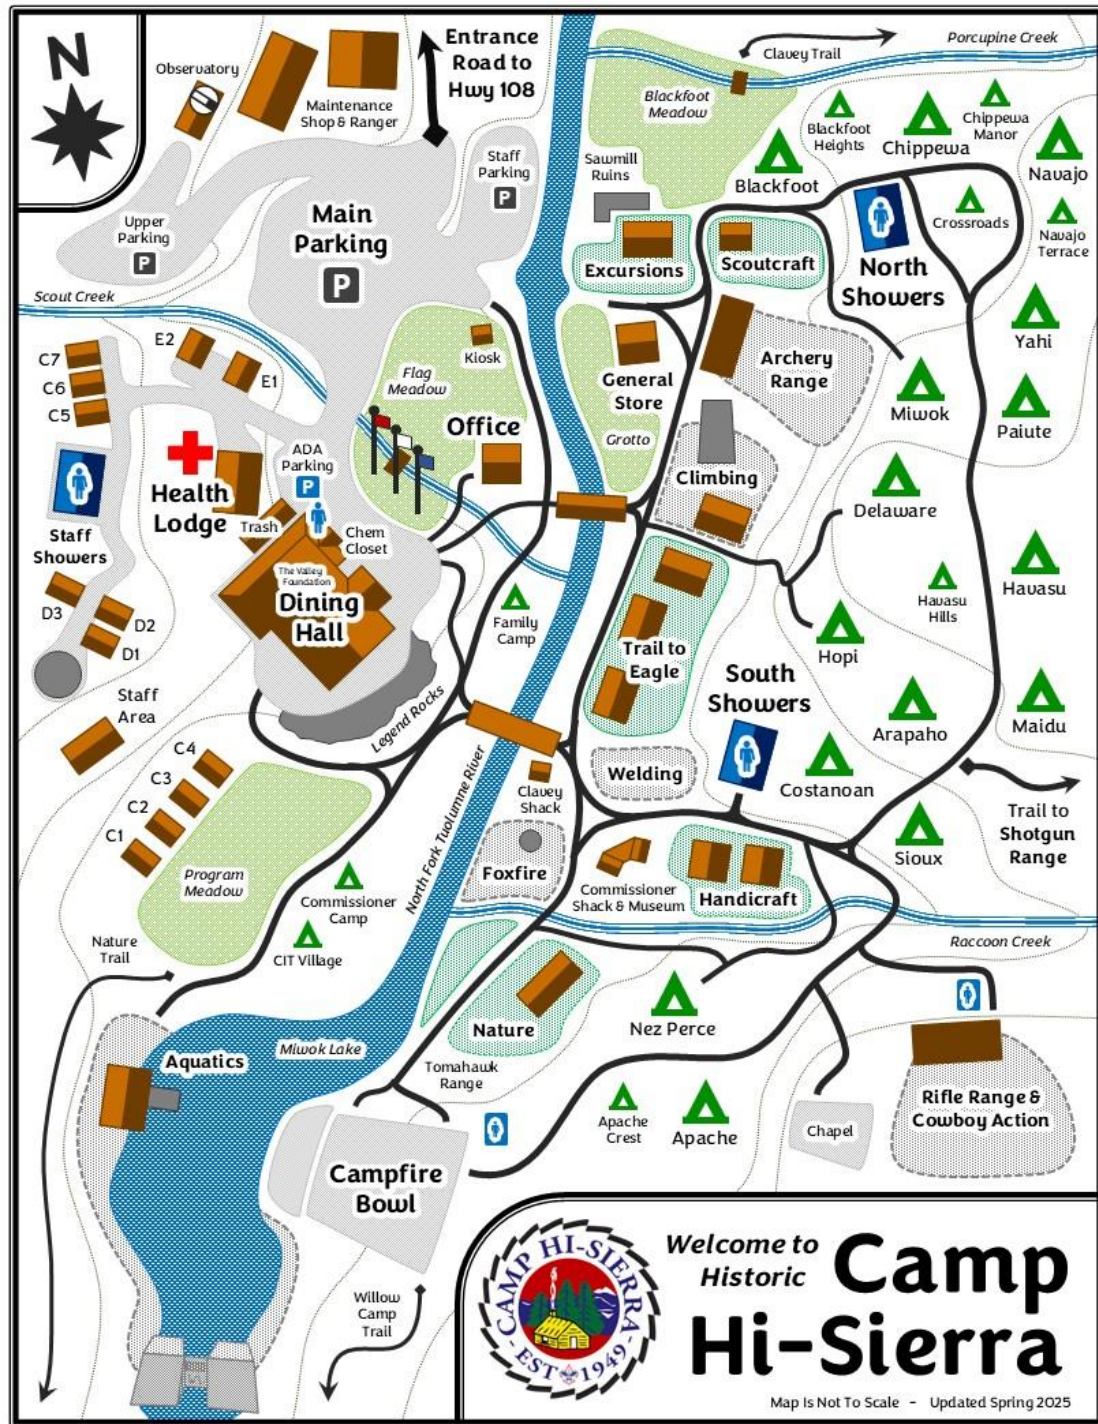 N
Observatory
Maintenance
Shop & Ranger
Entrance
Road to
Hwy 108
Clavey Trail
Porcupine Creek
Blackfoot
Meadow
Blackfoot
Heights
Chippewa
Chippewa
Manor
Navajo
Staff
Parking
P
Sawmill
Ruins
Blackfoot
Upper
Parking
P
Main
Parking
P
Crossroads
Navajo
Terrace
Excursions
Scoutcraft
North
Showers
Scout Creek
E2
E1
C7
C6
C5
Kiosk
Flag
Meadow
General
Store
Grotto
Archery
Range
Yahi
Miwok
Paiute
Office
ADA
Parking
P
Health
Lodge
Climbing
Delaware
Staff
Showers
Trash
Chem
Closet
The Valley
Foundation
Dining
Hall
D3
D2
D1
Family
Camp
Havasu
Hills
Havasu
Hopi
Trail to
Eagle
South
Showers
Staff
Area
Legend Rocks
Arapaho
Maidu
C4
C3
C2
C1
Welding
Costanoan
Clavey
Shack
North Fork Tuolumne River
Trail to
Shotgun
Range
Sioux
Program
Meadow
Commissioner
Camp
Foxfire
Commissioner
Shack & Museum
Handicraft
Nature
Trail
CIT Village
Raccoon Creek
Nez Perce
Nature
Aquatics
Miwok Lake
Tomahawk
Range
Apache
Crest
Apache
Chapel
Rifle Range &
Cowboy Action
Campfire
Bowl
Willow
Camp
Trail
CAMP HI-SIERRA
EST 1949
Welcome to
Historic
Camp
Hi-Sierra
Map Is Not To Scale - Updated Spring 2025